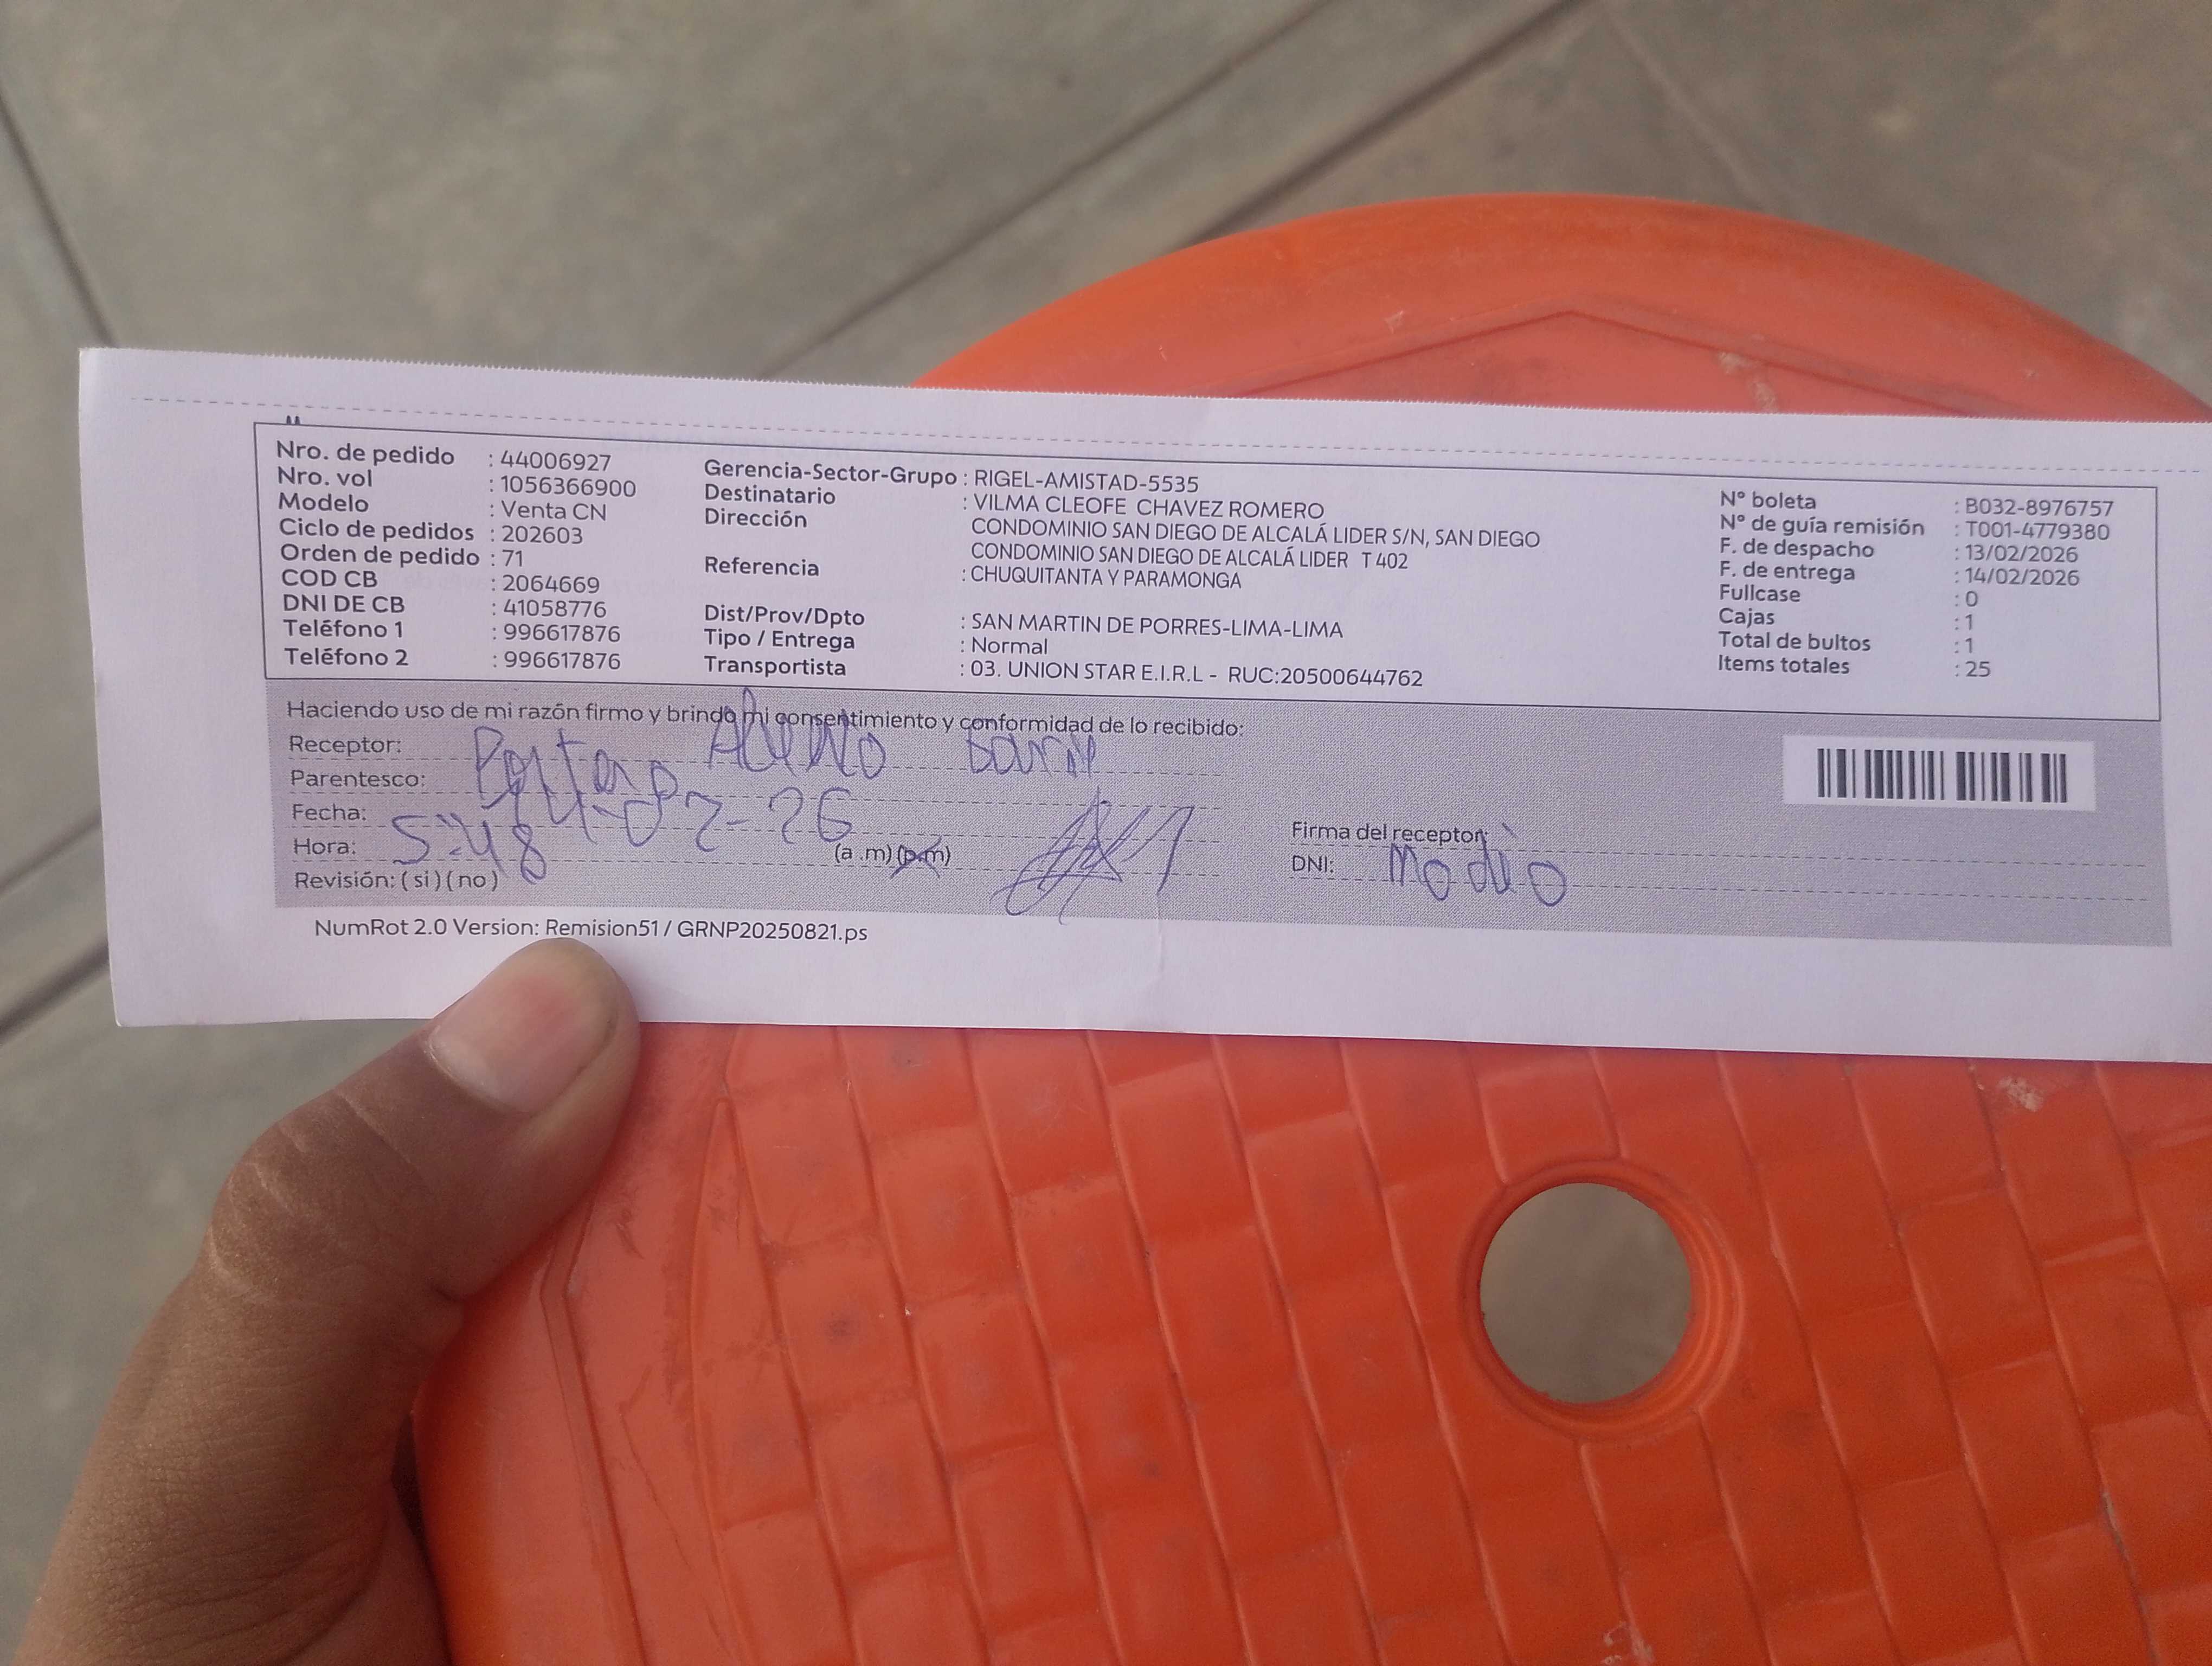 Nro. de pedido : 44006927
Nro. vol : 1056366900
Modelo : Venta CN
Ciclo de pedidos : 202603
Orden de pedido : 71
COD CB : 2064669
DNI DE CB : 41058776
Teléfono 1 : 996617876
Teléfono 2 : 996617876
Gerencia-Sector-Grupo : RIGEL-AMISTAD-5535
Destinatario : VILMA CLEOFE CHAVEZ ROMERO
Dirección CONDOMINIO SAN DIEGO DE ALCALÁ LIDER S/N, SAN DIEGO
CONDOMINIO SAN DIEGO DE ALCALÁ LIDER T 402
Referencia : CHUQUITANTA Y PARAMONGA
Dist/Prov/Dpto : SAN MARTIN DE PORRES-LIMA-LIMA
Tipo / Entrega : Normal
Transportista : 03. UNION STAR E.I.R.L - RUC:20500644762
N° boleta : B032-8976757
N° de guía remisión : T001-4779380
F. de despacho : 13/02/2026
F. de entrega : 14/02/2026
Fullcase : 0
Cajas : 1
Total de bultos : 1
Items totales : 25
Haciendo uso de mi razón firmo y brindo mi consentimiento y conformidad de lo recibido:
Receptor:
Parentesco: Portero
Fecha: 14-02-26
Hora: 5:48 (a .m) (p.m)
Revisión: ( si ) ( no )
Firma del receptor:
DNI:
NumRot 2.0 Version: Remision51 / GRNP20250821.ps